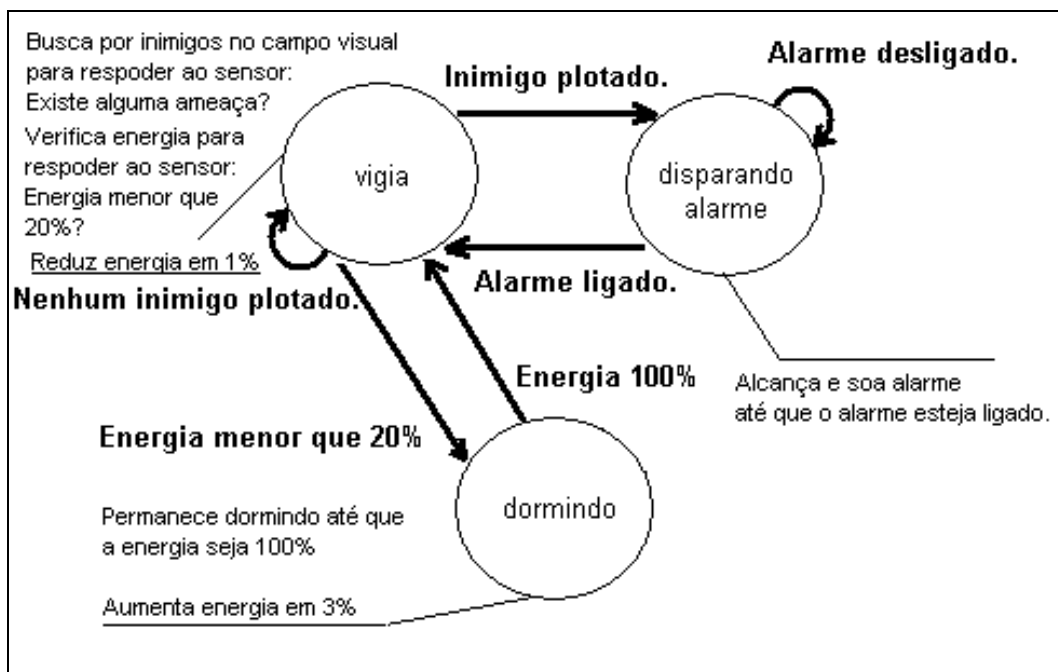 Busca por inimigos no campo visual
para respoder ao sensor:
Existe alguma ameaça?
Verifica energia para
respoder ao sensor:
Energia menor que
20%?
Reduz energia em 1%
Nenhum inimigo plotado.
vigia
Inimigo plotado.
Alarme desligado.
disparando
alarme
Alarme ligado.
Alcança e soa alarme
até que o alarme esteja ligado.
Energia 100%
Energia menor que 20%
dormindo
Permanece dormindo até que
a energia seja 100%
Aumenta energia em 3%